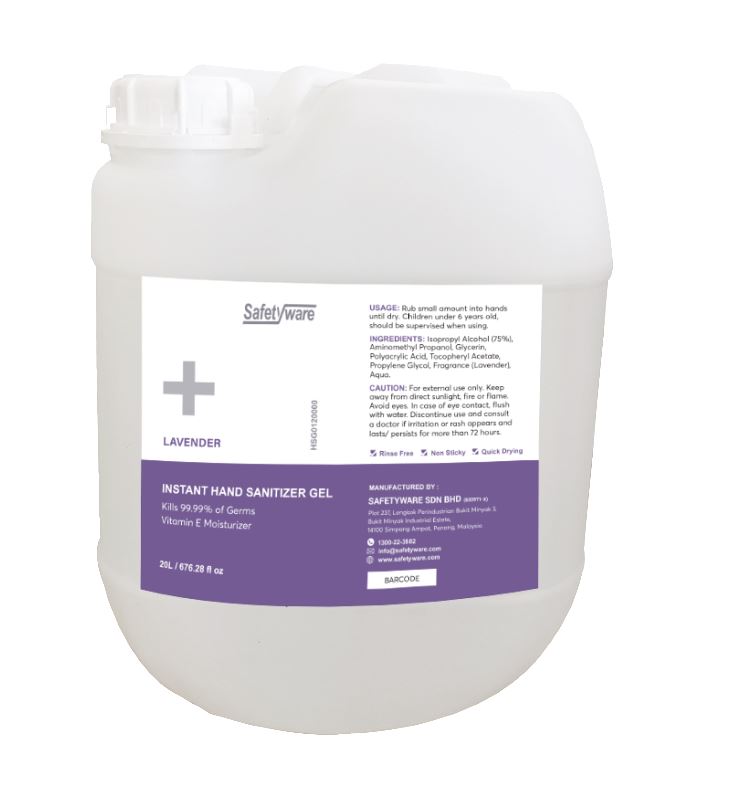 Safetyware
LAVENDER
HSG0120000
INSTANT HAND SANITIZER GEL
Kills 99.99% of Germs
Vitamin E Moisturizer
20L / 676.28 fl oz
USAGE: Rub small amount into hands
until dry. Children under 6 years old,
should be supervised when using.
INGREDIENTS: Isopropyl Alcohol (75%),
Aminomethyl Propanol, Glycerin,
Polyacrylic Acid, Tocopheryl Acetate,
Propylene Glycol, Fragrance (Lavender),
Aqua.
CAUTION: For external use only. Keep
away from direct sunlight, fire or flame.
Avoid eyes. In case of eye contact, flush
with water. Discontinue use and consult
a doctor if irritation or rash appears and
lasts/ persists for more than 72 hours.
Rinse Free Non Sticky Quick Drying
MANUFACTURED BY :
SAFETYWARE SDN BHD
Plot 237, Lengkok Perindustrian Bukit Minyak 3,
Bukit Minyak Industrial Estate,
14100 Simpang Ampat, Penang, Malaysia
1300-22-3882
info@safetyware.com
www.safetyware.com
BARCODE